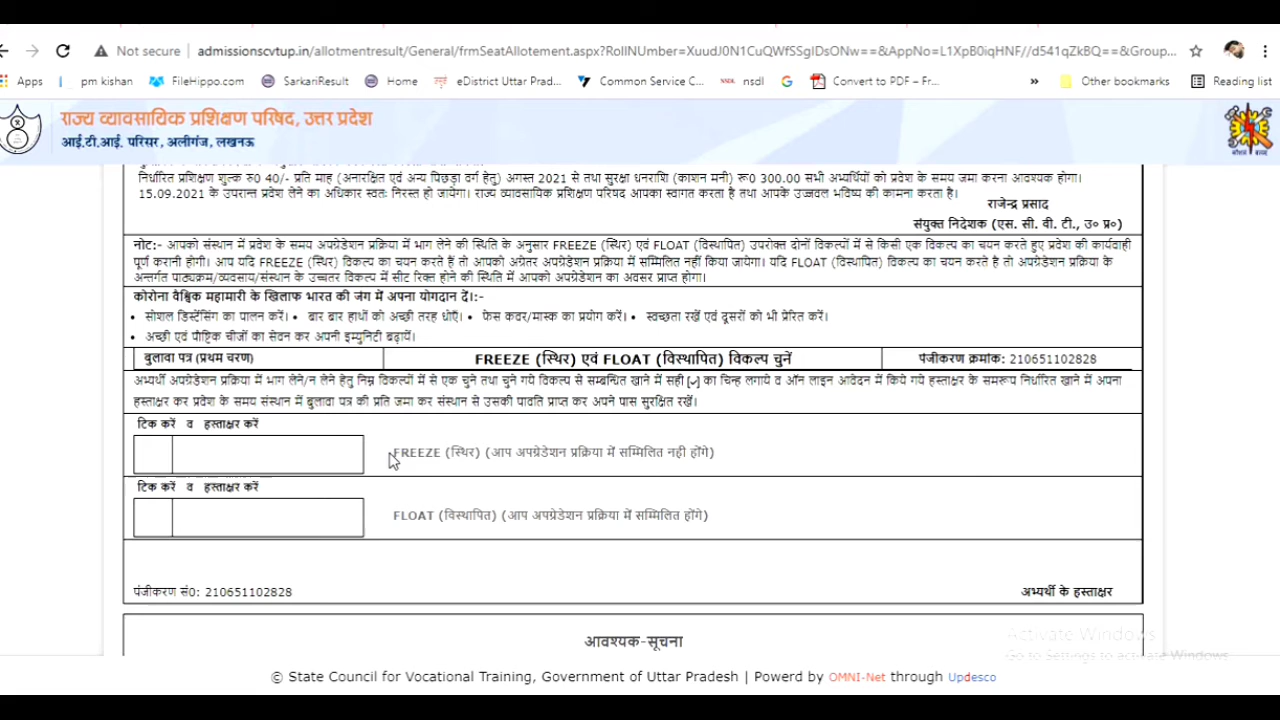 Not secure
admissionscvtup.in/allotmentresult/General/frmSeatAllotement.aspx?RollNUmber=XuudJ0N1CuQWfSSgIDsONw==&AppNo=L1XpB0iqHNF//d541qZkBQ==&Group...
Apps pm kishan FileHippo.com SarkariResult Home eDistrict Uttar Prad... Common Service C... NSDL nsdl Convert to PDF – Fr... » Other bookmarks Reading list
राज्य व्यावसायिक प्रशिक्षण परिषद, उत्तर प्रदेश
आई.टी.आई. परिसर, अलीगंज, लखनऊ
निर्धारित प्रशिक्षण शुल्क रु0 40/- प्रति माह (अनारक्षित एवं अन्य पिछड़ा वर्ग हेतु) अगस्त 2021 से तथा सुरक्षा धनराशि (काशन मनी) रू0 300.00 सभी अभ्यर्थियों को प्रवेश के समय जमा करना आवश्यक होगा।
15.09.2021 के उपरान्त प्रवेश लेने का अधिकार स्वतः निरस्त हो जायेगा। राज्य व्यावसायिक प्रशिक्षण परिषद आपका स्वागत करता है तथा आपके उज्जवल भविष्य की कामना करता है।
राजेन्द्र प्रसाद
संयुक्त निदेशक (एस. सी. वी. टी., उ० प्र०)
नोट:- आपको संस्थान में प्रवेश के समय अपग्रेडेशन प्रक्रिया में भाग लेने की स्थिति के अनुसार FREEZE (स्थिर) एवं FLOAT (विस्थापित) उपरोक्त दोनों विकल्पों में से किसी एक विकल्प का चयन करते हुए प्रवेश की कार्यवाही
पूर्ण करानी होगी। आप यदि FREEZE (स्थिर) विकल्प का चयन करते हैं तो आपको अग्रेतर अपग्रेडेशन प्रक्रिया में सम्मिलित नहीं किया जायेगा। यदि FLOAT (विस्थापित) विकल्प का चयन करते है तो अपग्रेडेशन प्रक्रिया के
अन्तर्गत पाठ्यक्रम/व्यवसाय/संस्थान के उच्चतर विकल्प में सीट रिक्त होने की स्थिति में आपको अपग्रेडेशन का अवसर प्राप्त होगा।
कोरोना वैश्विक महामारी के खिलाफ भारत की जंग में अपना योगदान दें।:-
• सोशल डिस्टेंसिंग का पालन करें। • बार बार हाथों को अच्छी तरह धोएँ। • फेस कवर/मास्क का प्रयोग करें। • स्वच्छता रखें एवं दूसरों को भी प्रेरित करें।
• अच्छी एवं पौष्टिक चीजों का सेवन कर अपनी इम्युनिटी बढ़ायें।
बुलावा पत्र (प्रथम चरण) FREEZE (स्थिर) एवं FLOAT (विस्थापित) विकल्प चुनें पंजीकरण क्रमांक: 210651102828
अभ्यर्थी अपग्रेडेशन प्रक्रिया में भाग लेने/न लेने हेतु निम्न विकल्पों में से एक चुने तथा चुने गये विकल्प से सम्बन्धित खाने में सही [✓] का चिन्ह लगाये व ऑन लाइन आवेदन में किये गये हस्ताक्षर के समरूप निर्धारित खाने में अपना
हस्ताक्षर कर प्रवेश के समय संस्थान में बुलावा पत्र की प्रति जमा कर संस्थान से उसकी पावति प्राप्त कर अपने पास सुरक्षित रखें।
टिक करें व हस्ताक्षर करें
FREEZE (स्थिर) (आप अपग्रेडेशन प्रक्रिया में सम्मिलित नही होंगे)
टिक करें व हस्ताक्षर करें
FLOAT (विस्थापित) (आप अपग्रेडेशन प्रक्रिया में सम्मिलित होंगे)
पंजीकरण सं0: 210651102828 अभ्यर्थी के हस्ताक्षर
आवश्यक-सूचना
Activate Windows
Go to Settings to activate Windows.
© State Council for Vocational Training, Government of Uttar Pradesh | Powered by OMNI-Net through Updesco